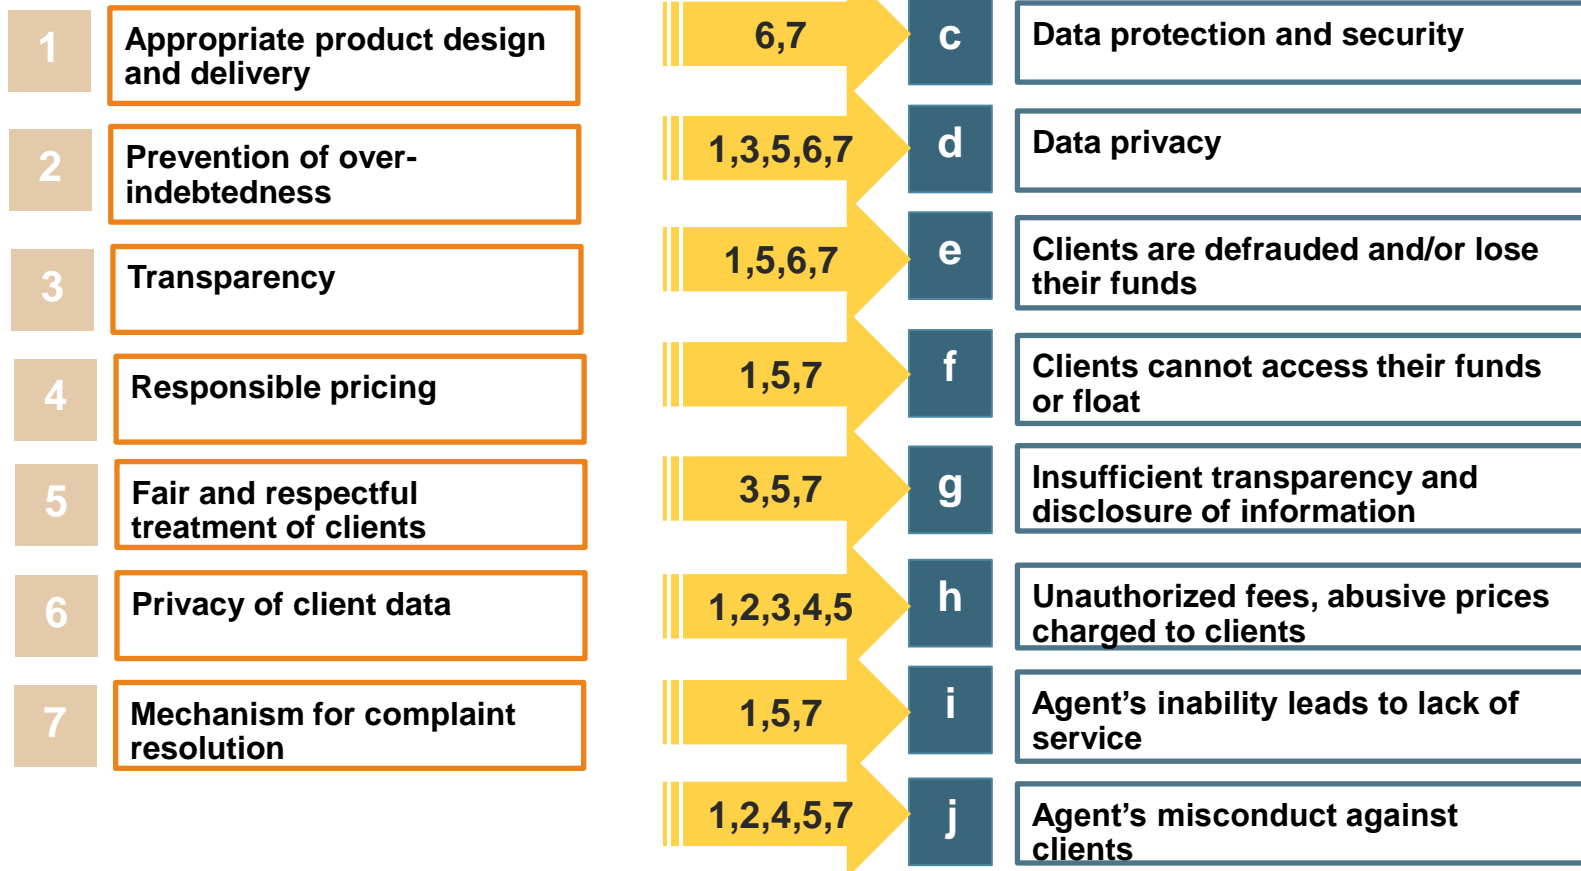 1
Appropriate product design
and delivery
2
Prevention of over-
indebtedness
3
Transparency
4
Responsible pricing
5
Fair and respectful
treatment of clients
6
Privacy of client data
7
Mechanism for complaint
resolution
6,7
c
Data protection and security
1,3,5,6,7
d
Data privacy
1,5,6,7
e
Clients are defrauded and/or lose
their funds
1,5,7
f
Clients cannot access their funds
or float
3,5,7
g
Insufficient transparency and
disclosure of information
1,2,3,4,5
h
Unauthorized fees, abusive prices
charged to clients
1,5,7
i
Agent’s inability leads to lack of
service
1,2,4,5,7
j
Agent’s misconduct against
clients